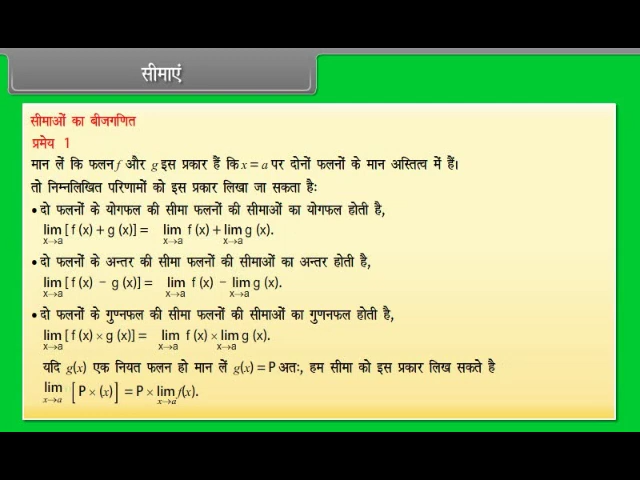 सीमाएं
सीमाओं का बीजगणित
प्रमेय 1
मान लें कि फलन f और g इस प्रकार हैं कि x = a पर दोनों फलनों के मान अस्तित्व में हैं।
तो निम्नलिखित परिणामों को इस प्रकार लिखा जा सकता है:
• दो फलनों के योगफल की सीमा फलनों की सीमाओं का योगफल होती है,
lim x→a [ f (x) + g (x)] = lim x→a f (x) + lim x→a g (x).
• दो फलनों के अन्तर की सीमा फलनों की सीमाओं का अन्तर होती है,
lim x→a [ f (x) − g (x)] = lim x→a f (x) − lim x→a g (x).
• दो फलनों के गुणनफल की सीमा फलनों की सीमाओं का गुणनफल होती है,
lim x→a [ f (x) × g (x)] = lim x→a f (x) × lim x→a g (x).
यदि g(x) एक नियत फलन हो मान लें g(x) = P अतः, हम सीमा को इस प्रकार लिख सकते है
lim x→a [P × (x)] = P × lim x→a f(x).